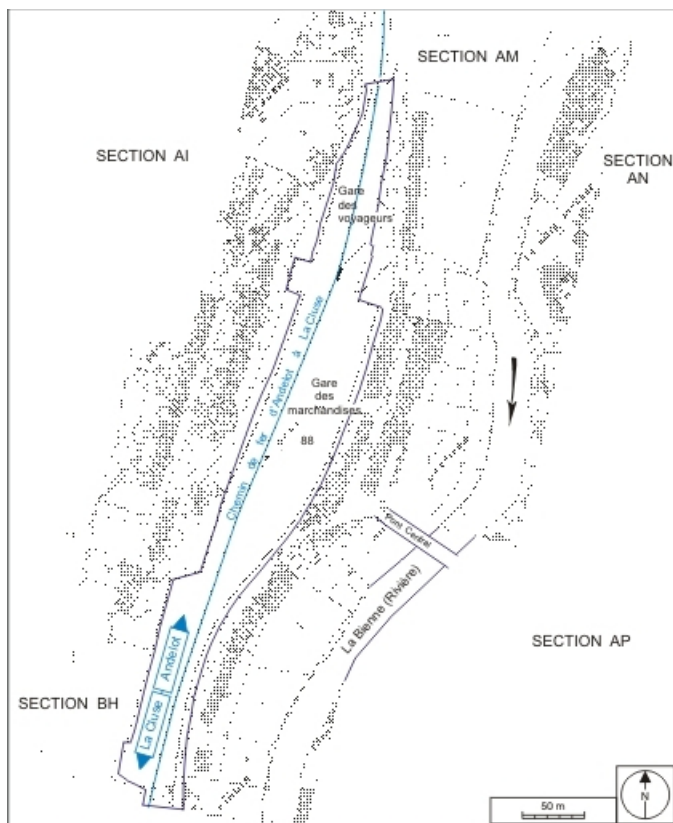 SECTION AM
SECTION AI
SECTION
AN
Gare
des
voyageurs
Chemin de fer d'Andelot à La Cluse
Gare
des
marchandises
88
Pont Central
La Bienne (Rivière)
SECTION AP
Andelot
La Cluse
SECTION BH
50 m
N